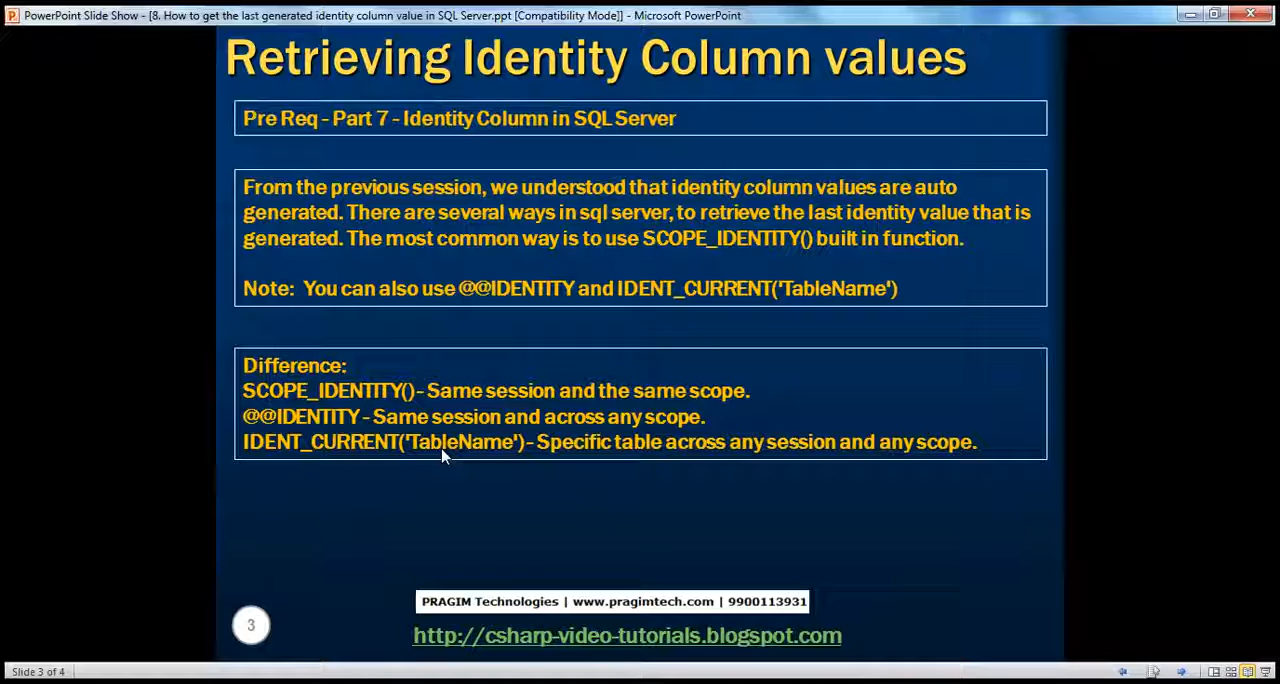 PowerPoint Slide Show - [8. How to get the last generated identity column value in SQL Server.ppt [Compatibility Mode]] - Microsoft PowerPoint
Retrieving Identity Column values
Pre Req - Part 7 - Identity Column in SQL Server
From the previous session, we understood that identity column values are auto
generated. There are several ways in sql server, to retrieve the last identity value that is
generated. The most common way is to use SCOPE_IDENTITY() built in function.
Note: You can also use @@IDENTITY and IDENT_CURRENT('TableName')
Difference:
SCOPE_IDENTITY() - Same session and the same scope.
@@IDENTITY - Same session and across any scope.
IDENT_CURRENT('TableName') - Specific table across any session and any scope.
PRAGIM Technologies | www.pragimtech.com | 9900113931
3
http://csharp-video-tutorials.blogspot.com
Slide 3 of 4